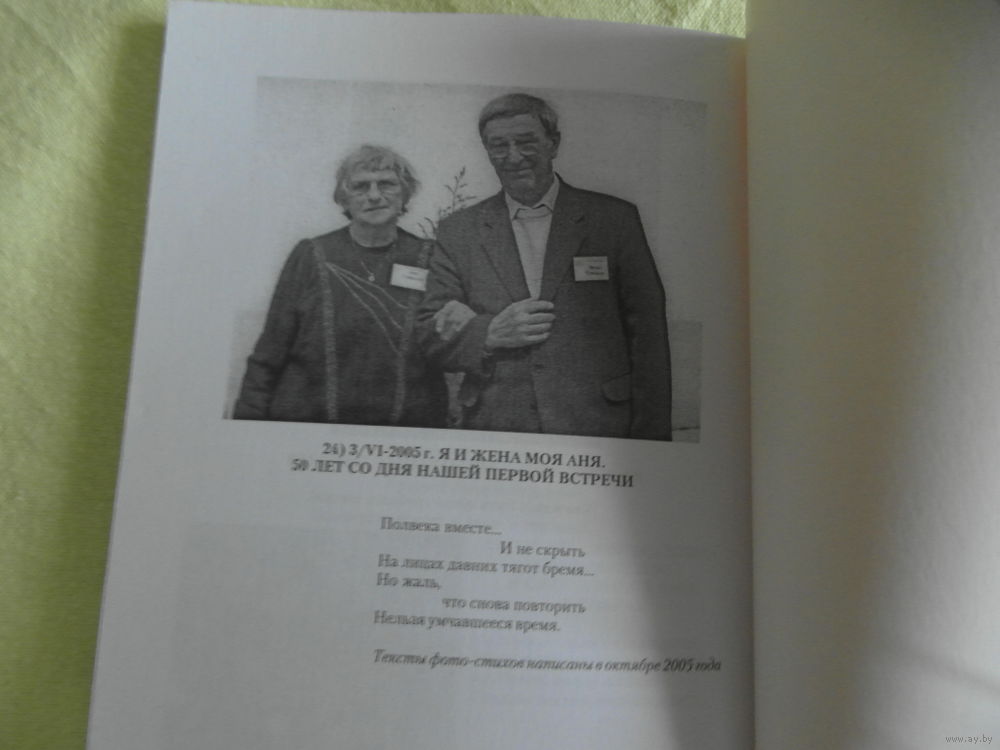 24) 3/VI-2005 г. Я И ЖЕНА МОЯ АНЯ.
50 ЛЕТ СО ДНЯ НАШЕЙ ПЕРВОЙ ВСТРЕЧИ
Полвека вместе...
И не скрыть
На лицах давних тягот бремя...
Но жаль,
что снова повторить
Нельзя умчавшееся время.
Тексты фото-стихов написаны в октябре 2005 года
www.ay.by